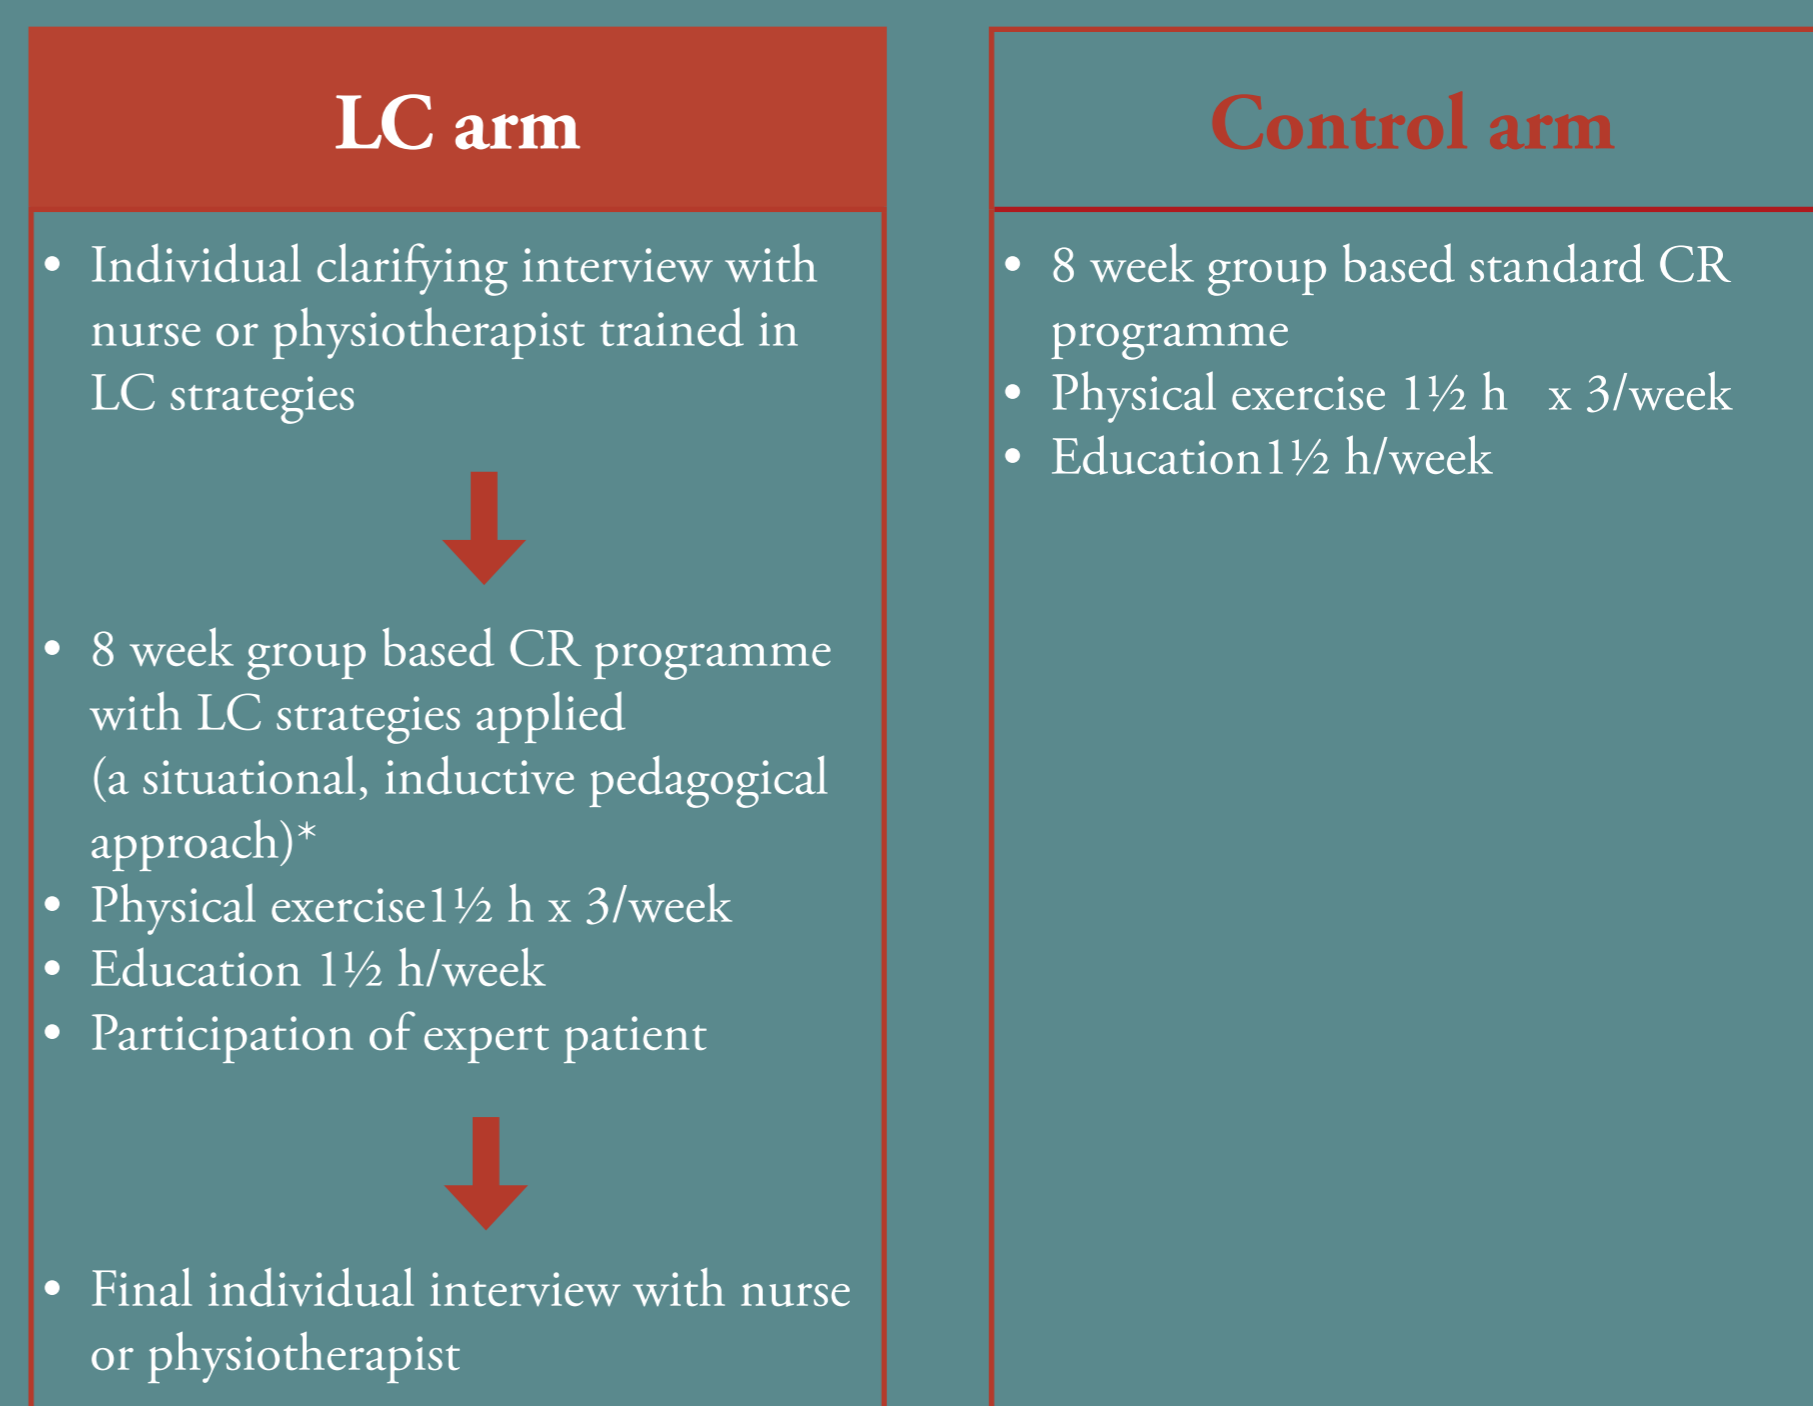 LC arm
• Individual clarifying interview with
nurse or physiotherapist trained in
LC strategies
• 8 week group based CR programme
with LC strategies applied
(a situational, inductive pedagogical
approach)*
• Physical exercise1½ h x 3/week
• Education 1½ h/week
• Participation of expert patient
• Final individual interview with nurse
or physiotherapist
Control arm
• 8 week group based standard CR
programme
• Physical exercise 1½ h   x 3/week
• Education1½ h/week